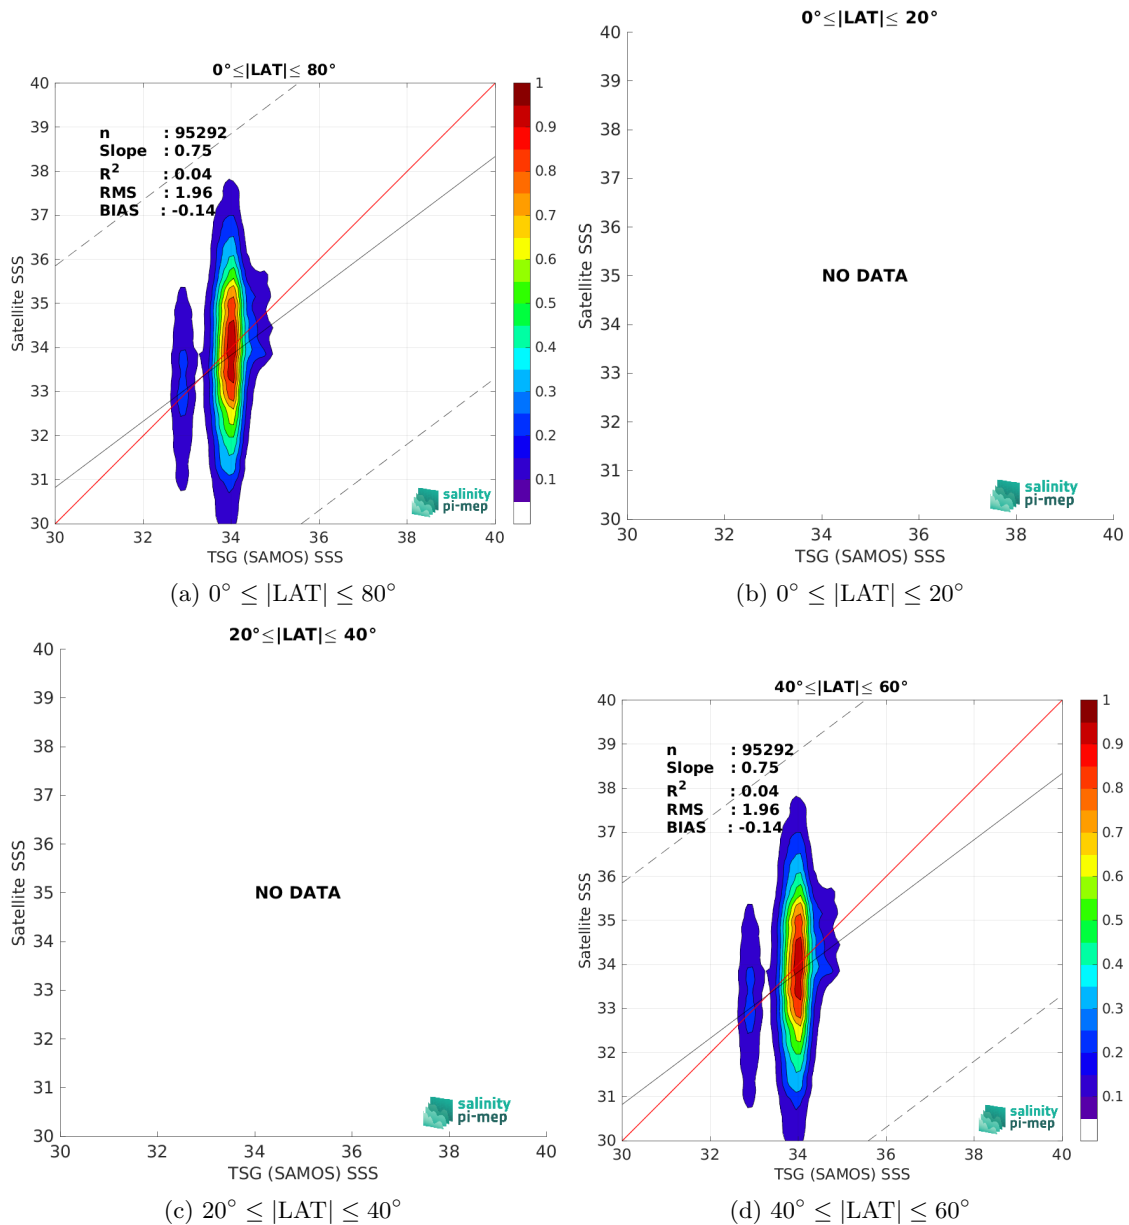 0°≤|LAT|≤ 80°
n : 95292
Slope : 0.75
R² : 0.04
RMS : 1.96
BIAS : -0.14
40
39
38
37
36
35
34
33
32
31
30
Satellite SSS
30 32 34 36 38 40
TSG (SAMOS) SSS
1
0.9
0.8
0.7
0.6
0.5
0.4
0.3
0.2
0.1
salinity
pi-mep
(a) 0° ≤ |LAT| ≤ 80°
0°≤|LAT|≤ 20°
40
39
38
37
36
35
34
33
32
31
30
Satellite SSS
NO DATA
salinity
pi-mep
30 32 34 36 38 40
TSG (SAMOS) SSS
(b) 0° ≤ |LAT| ≤ 20°
20°≤|LAT|≤ 40°
40
39
38
37
36
35
34
33
32
31
30
Satellite SSS
NO DATA
salinity
pi-mep
30 32 34 36 38 40
TSG (SAMOS) SSS
(c) 20° ≤ |LAT| ≤ 40°
40°≤|LAT|≤ 60°
n : 95292
Slope : 0.75
R² : 0.04
RMS : 1.96
BIAS : -0.14
40
39
38
37
36
35
34
33
32
31
30
Satellite SSS
30 32 34 36 38 40
TSG (SAMOS) SSS
1
0.9
0.8
0.7
0.6
0.5
0.4
0.3
0.2
0.1
salinity
pi-mep
(d) 40° ≤ |LAT| ≤ 60°